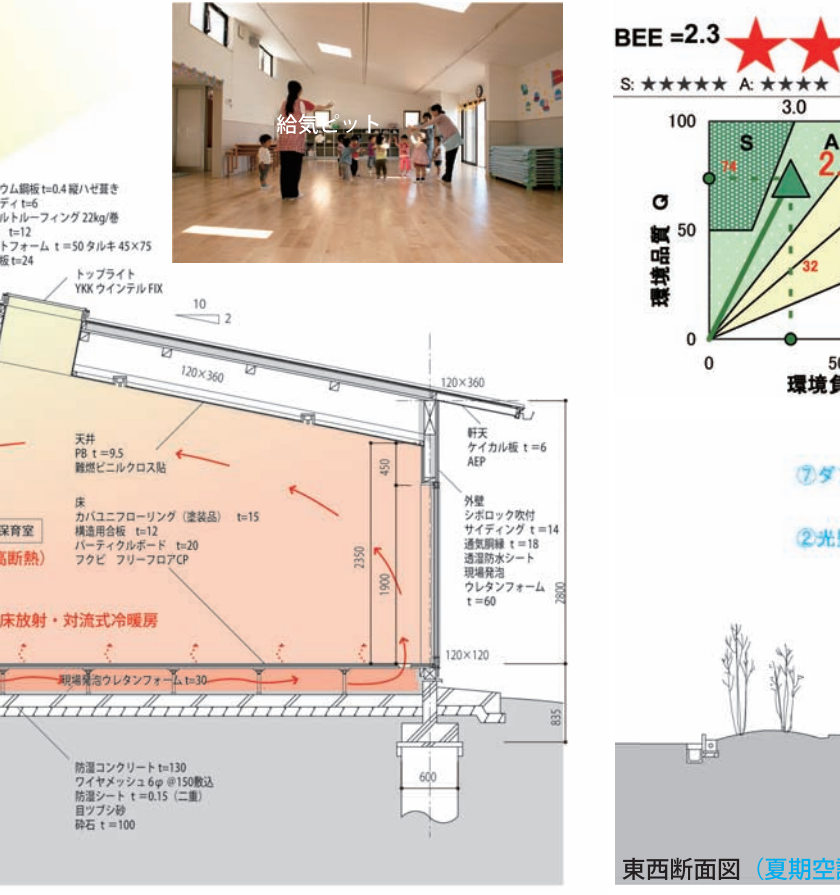 給気ピット
ウム鋼板 t=0.4 縦ハゼ葺き
ディ t=6
ルトルーフィング 22kg/巻
t=12
トフォーム t=50 タルキ 45×75
板 t=24
トップライト
YKK ウインテル FIX
10
2
120×360
120×360
天井
PB t=9.5
難燃ビニルクロス貼
床
カバユニフローリング（塗装品） t=15
構造用合板 t=12
パーティクルボード t=20
フクビ フリーフロアCP
保育室
高断熱）
床放射・対流式冷暖房
現場発泡ウレタンフォーム t=30
450
2350
1900
軒天
ケイカル板 t=6
AEP
外壁
シポロック吹付
サイディング t=14
通気胴縁 t=18
透湿防水シート
現場発泡
ウレタンフォーム
t=60
2800
120×120
835
600
防湿コンクリート t=130
ワイヤメッシュ 6φ @150敷込
防湿シート t=0.15（二重）
目ツブシ砂
砕石 t=100
BEE =2.3
S: ★★★★★ A: ★★★★
3.0
100
S
A
2.
74
50
32
0
0
50
環境品質 Q
環境負
⑦ダ
②光
東西断面図（夏期空調